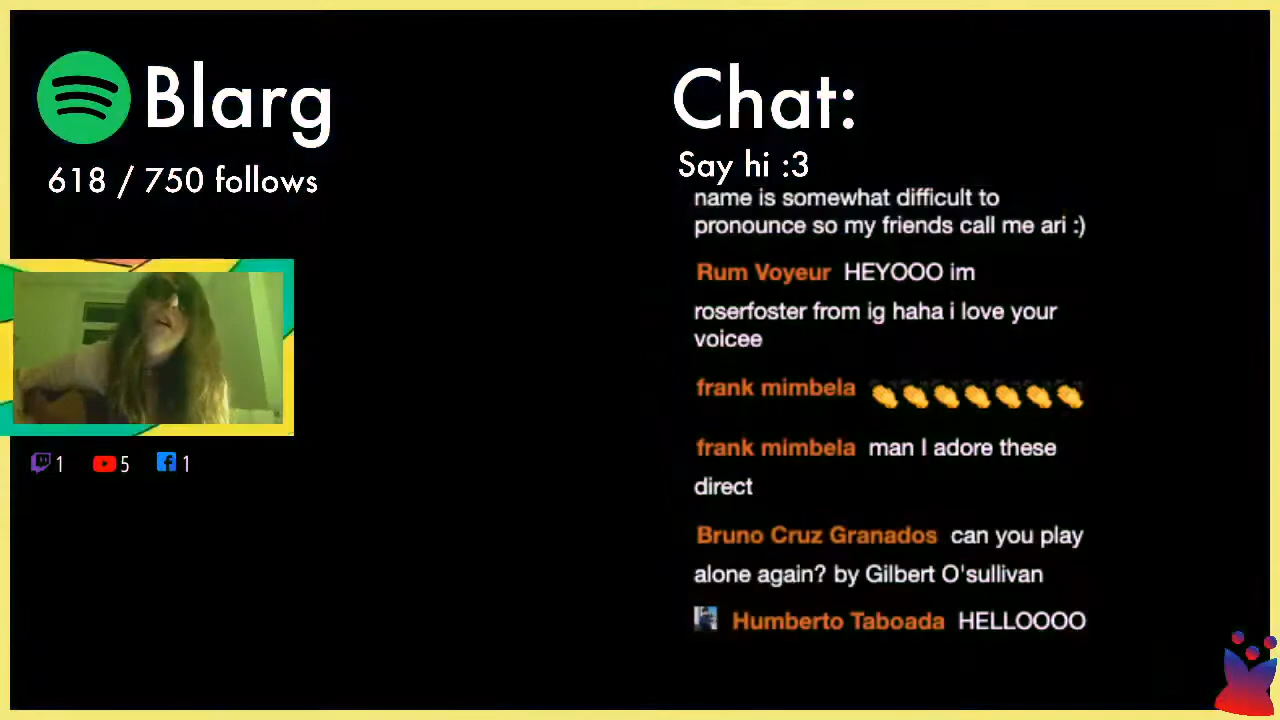 Blarg
618 / 750 follows
1
5
1
Chat:
Say hi :3
name is somewhat difficult to
pronounce so my friends call me ari :)
Rum Voyeur HEYOOO im
roserfoster from ig haha i love your
voicee
frank mimbela 👏👏👏👏👏👏👏
frank mimbela man I adore these
direct
Bruno Cruz Granados can you play
alone again? by Gilbert O'sullivan
Humberto Taboada HELLOOOO